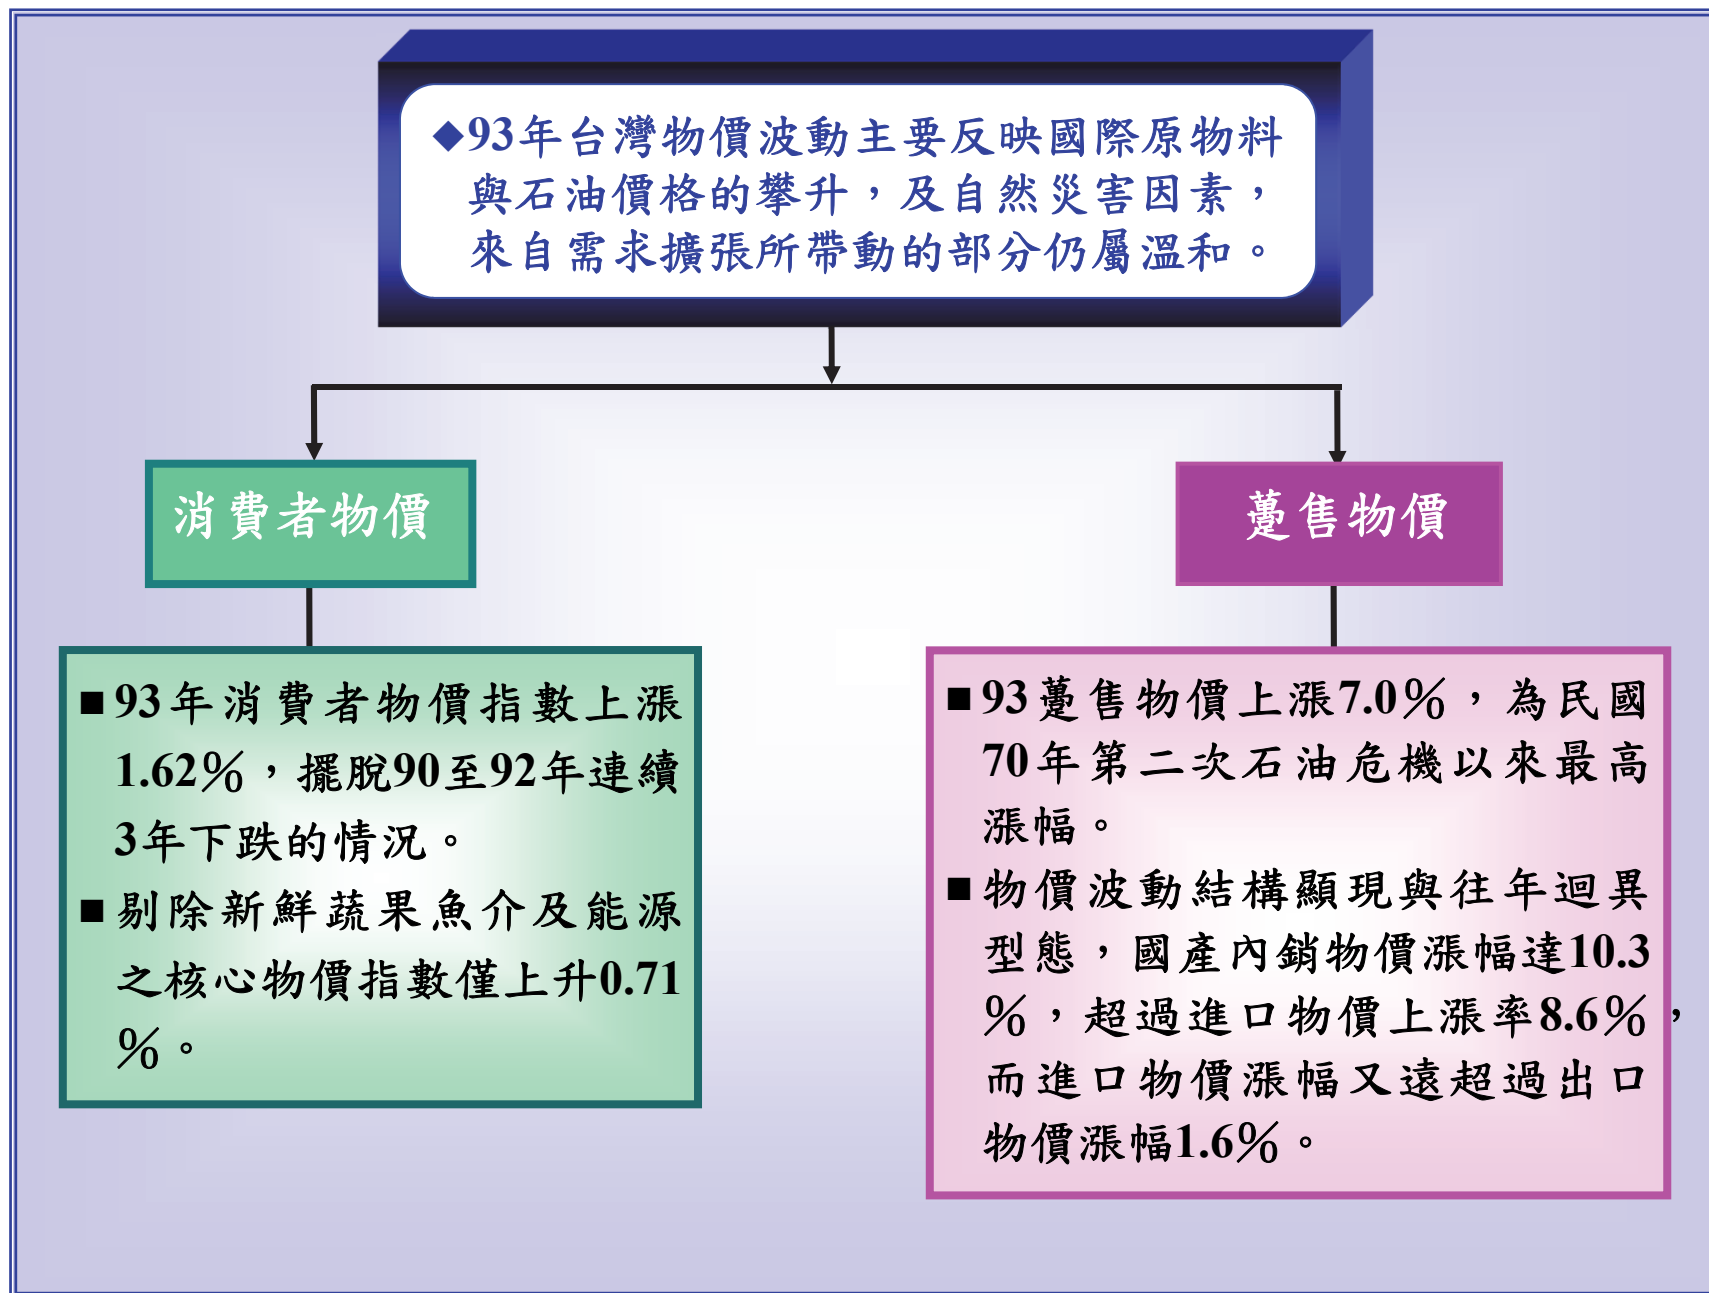 ◆93年台灣物價波動主要反映國際原物料
與石油價格的攀升，及自然災害因素，
來自需求擴張所帶動的部分仍屬溫和。
消費者物價
躉售物價
■93年消費者物價指數上漲
1.62％，擺脫90至92年連續
3年下跌的情況。
■剔除新鮮蔬果魚介及能源
之核心物價指數僅上升0.71
％。
■93躉售物價上漲7.0％，為民國
70年第二次石油危機以來最高
漲幅。
■物價波動結構顯現與往年迴異
型態，國產內銷物價漲幅達10.3
％，超過進口物價上漲率8.6％，
而進口物價漲幅又遠超過出口
物價漲幅1.6％。